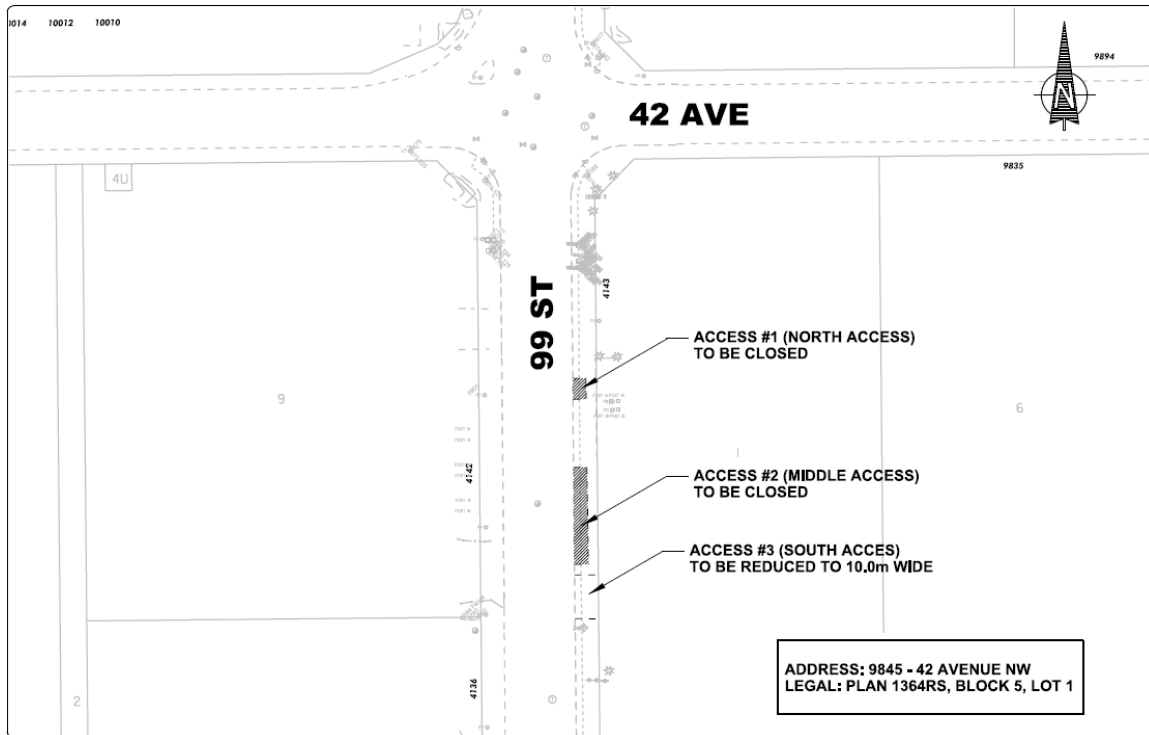 10014 10012 10010
9894
N
42 AVE
9835
4U
99 ST
4143
ACCESS #1 (NORTH ACCESS)
TO BE CLOSED
9
6
4142
ACCESS #2 (MIDDLE ACCESS)
TO BE CLOSED
ACCESS #3 (SOUTH ACCES)
TO BE REDUCED TO 10.0m WIDE
ADDRESS: 9845 - 42 AVENUE NW
LEGAL: PLAN 1364RS, BLOCK 5, LOT 1
4136
2